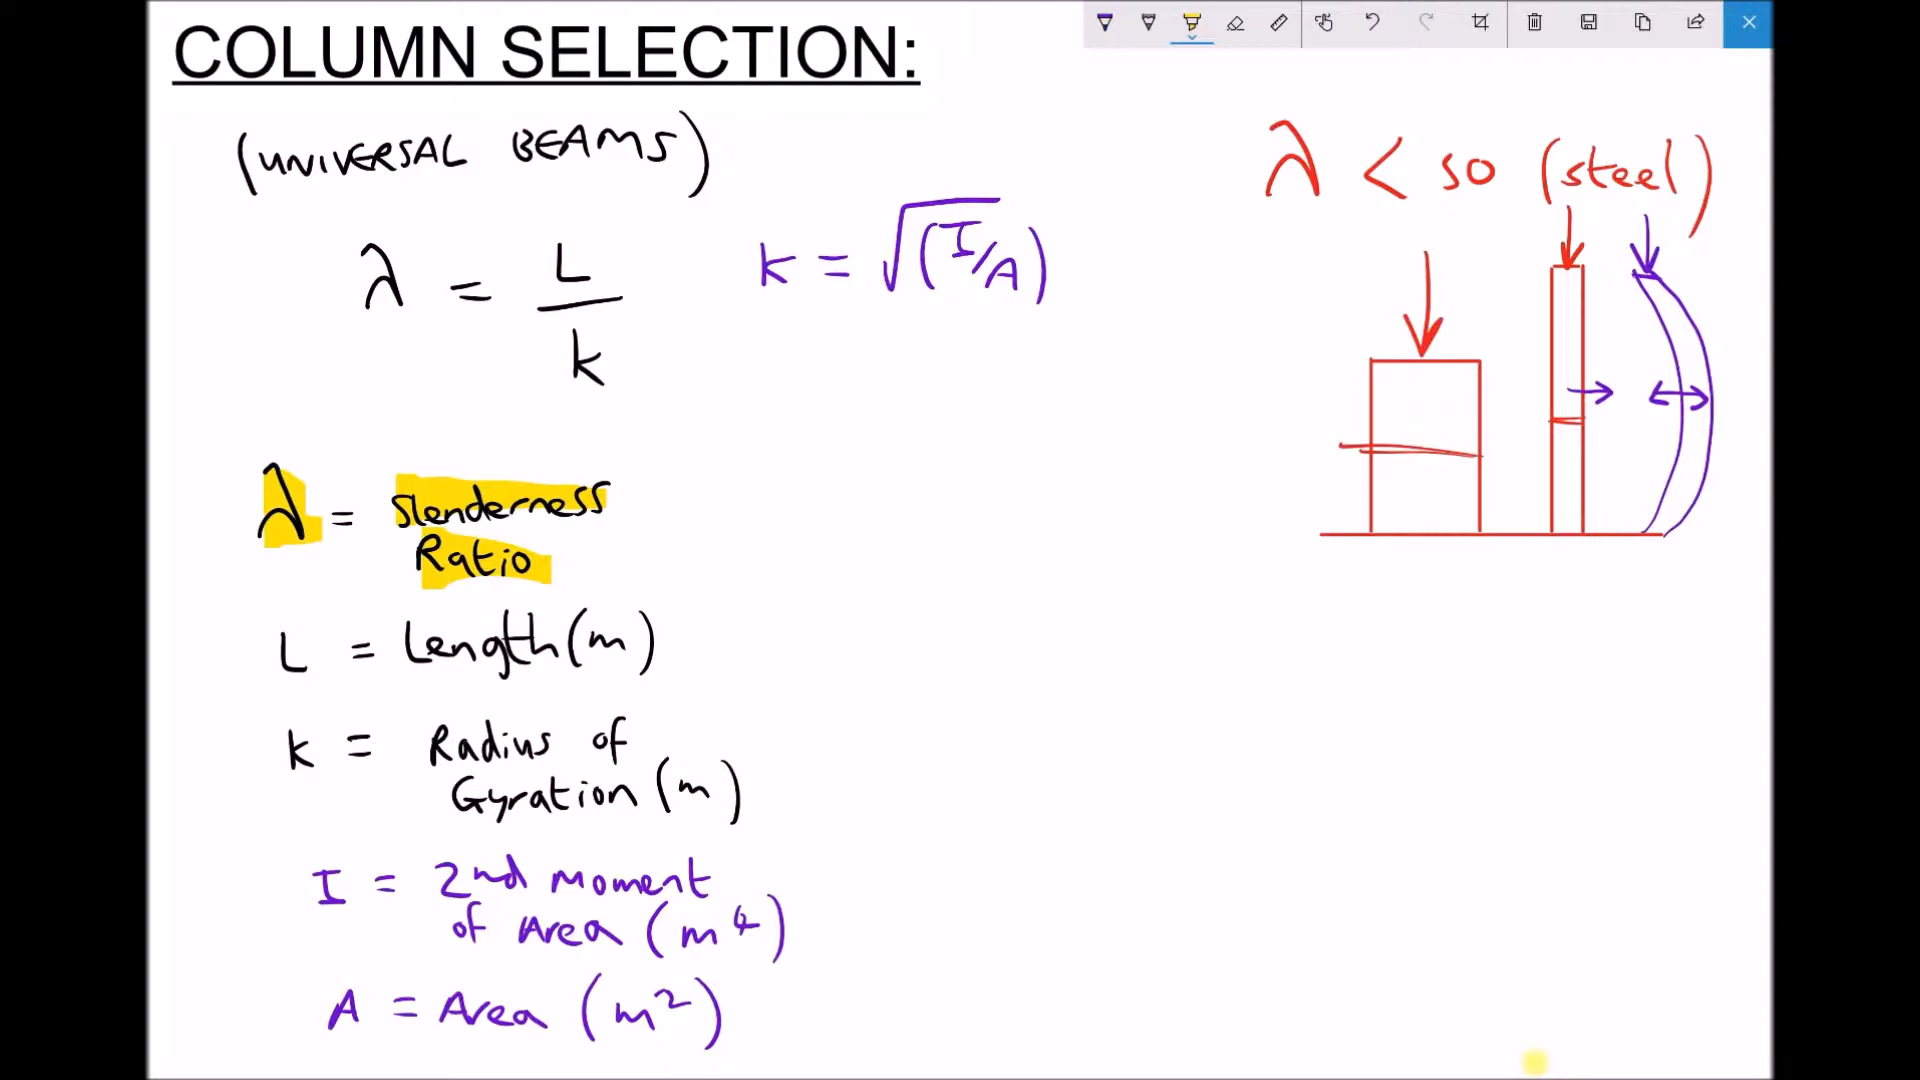 COLUMN SELECTION:
(UNIVERSAL BEAMS)
λ < 50 (steel)
λ = L / k
k = √(I/A)
λ = Slenderness
Ratio
L = Length (m)
k = Radius of
Gyration (m)
I = 2nd Moment
of Area (m⁴)
A = Area (m²)